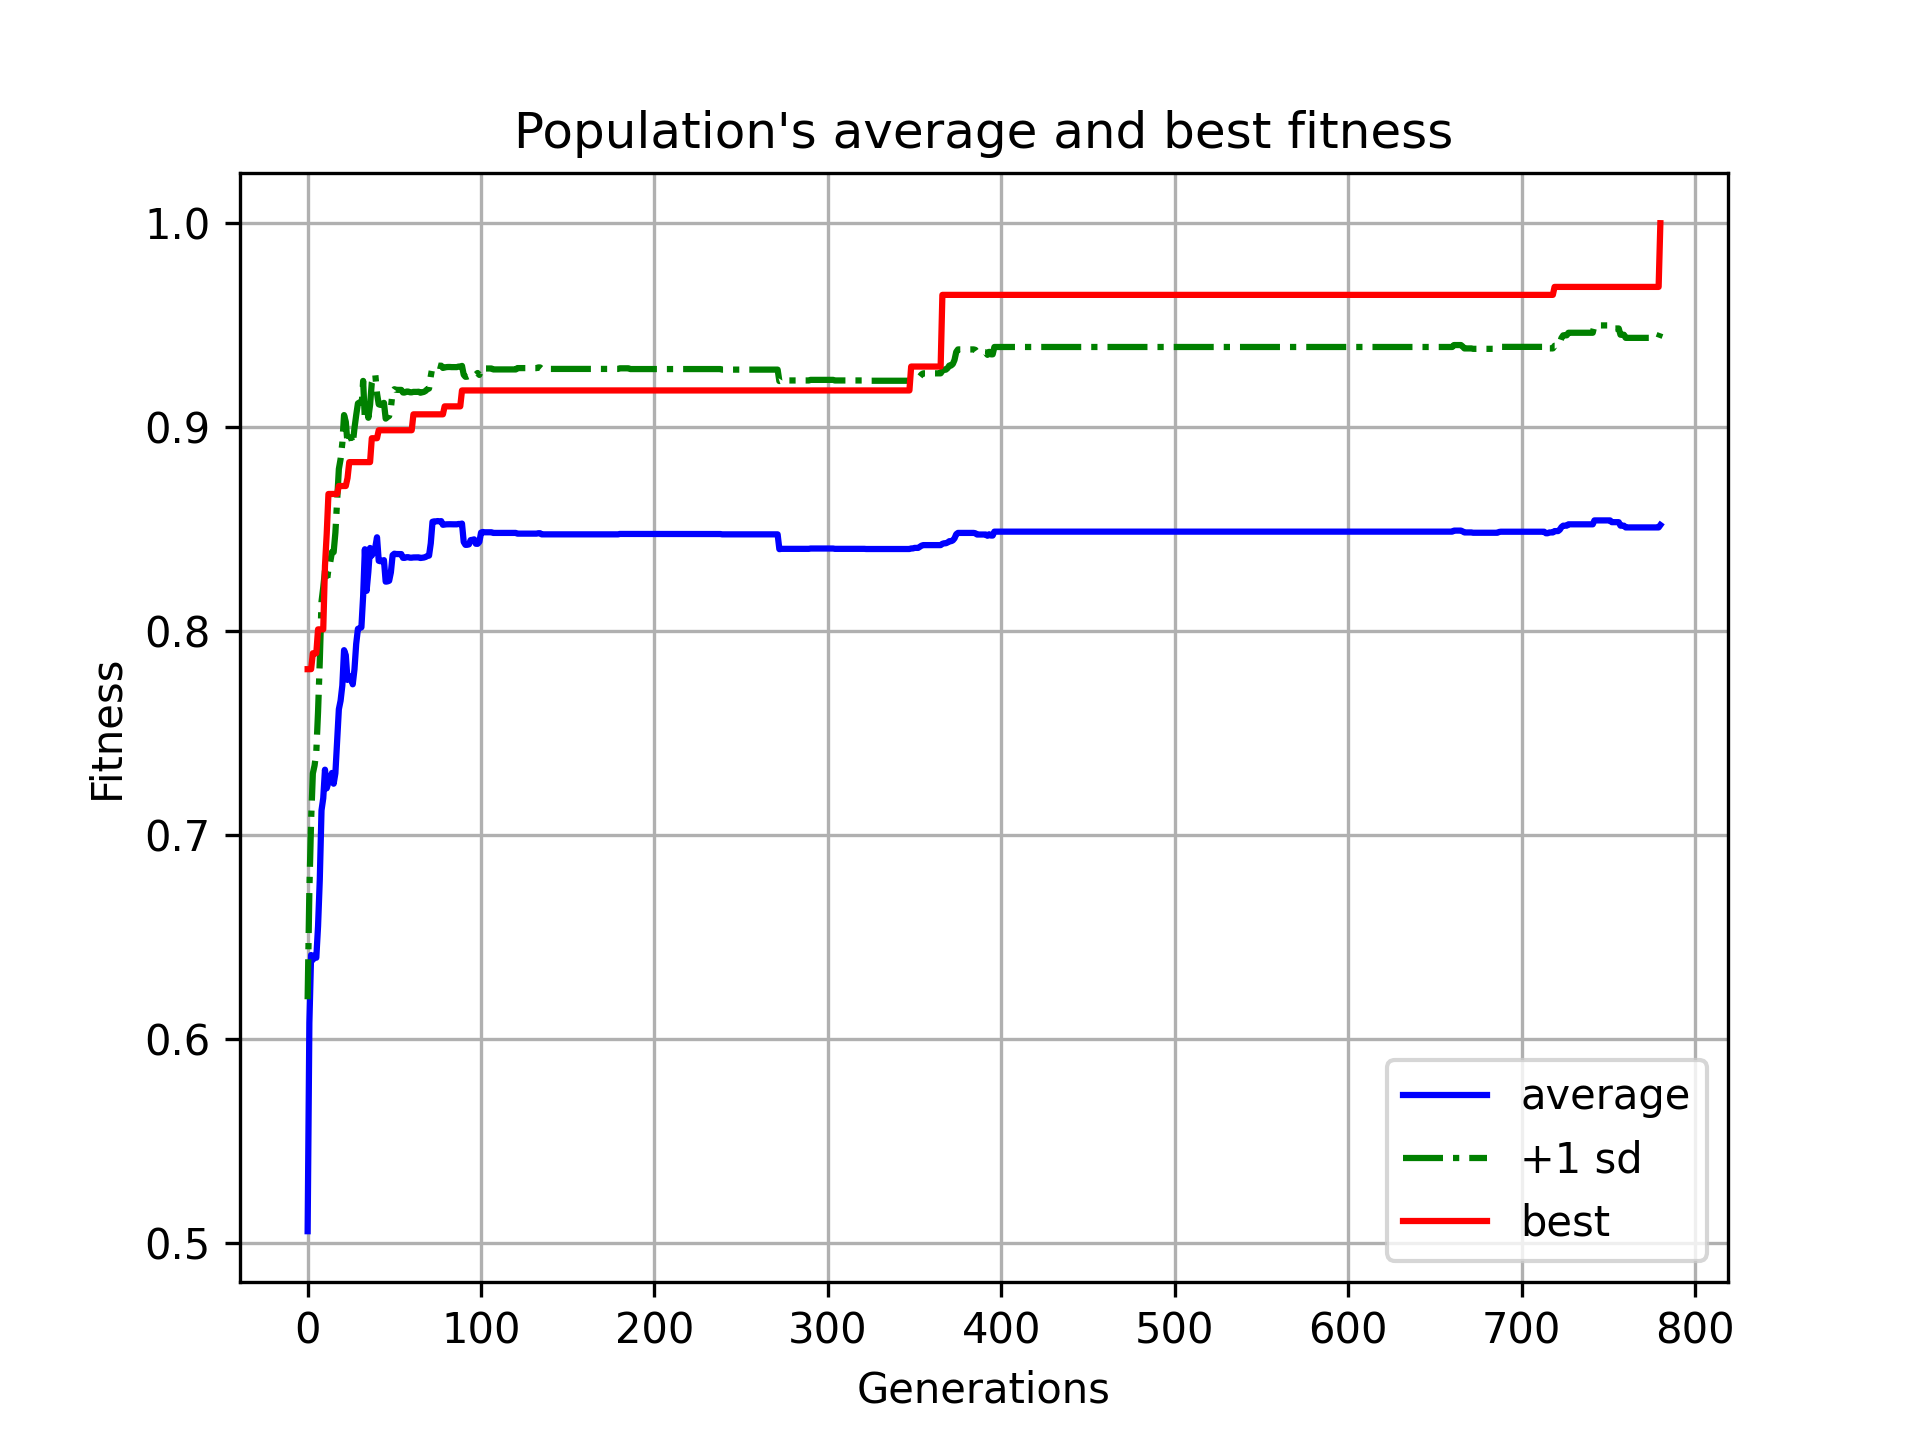 Population's average and best fitness
1.0
0.9
0.8
0.7
0.6
0.5
Fitness
average
+1 sd
best
0 100 200 300 400 500 600 700 800
Generations